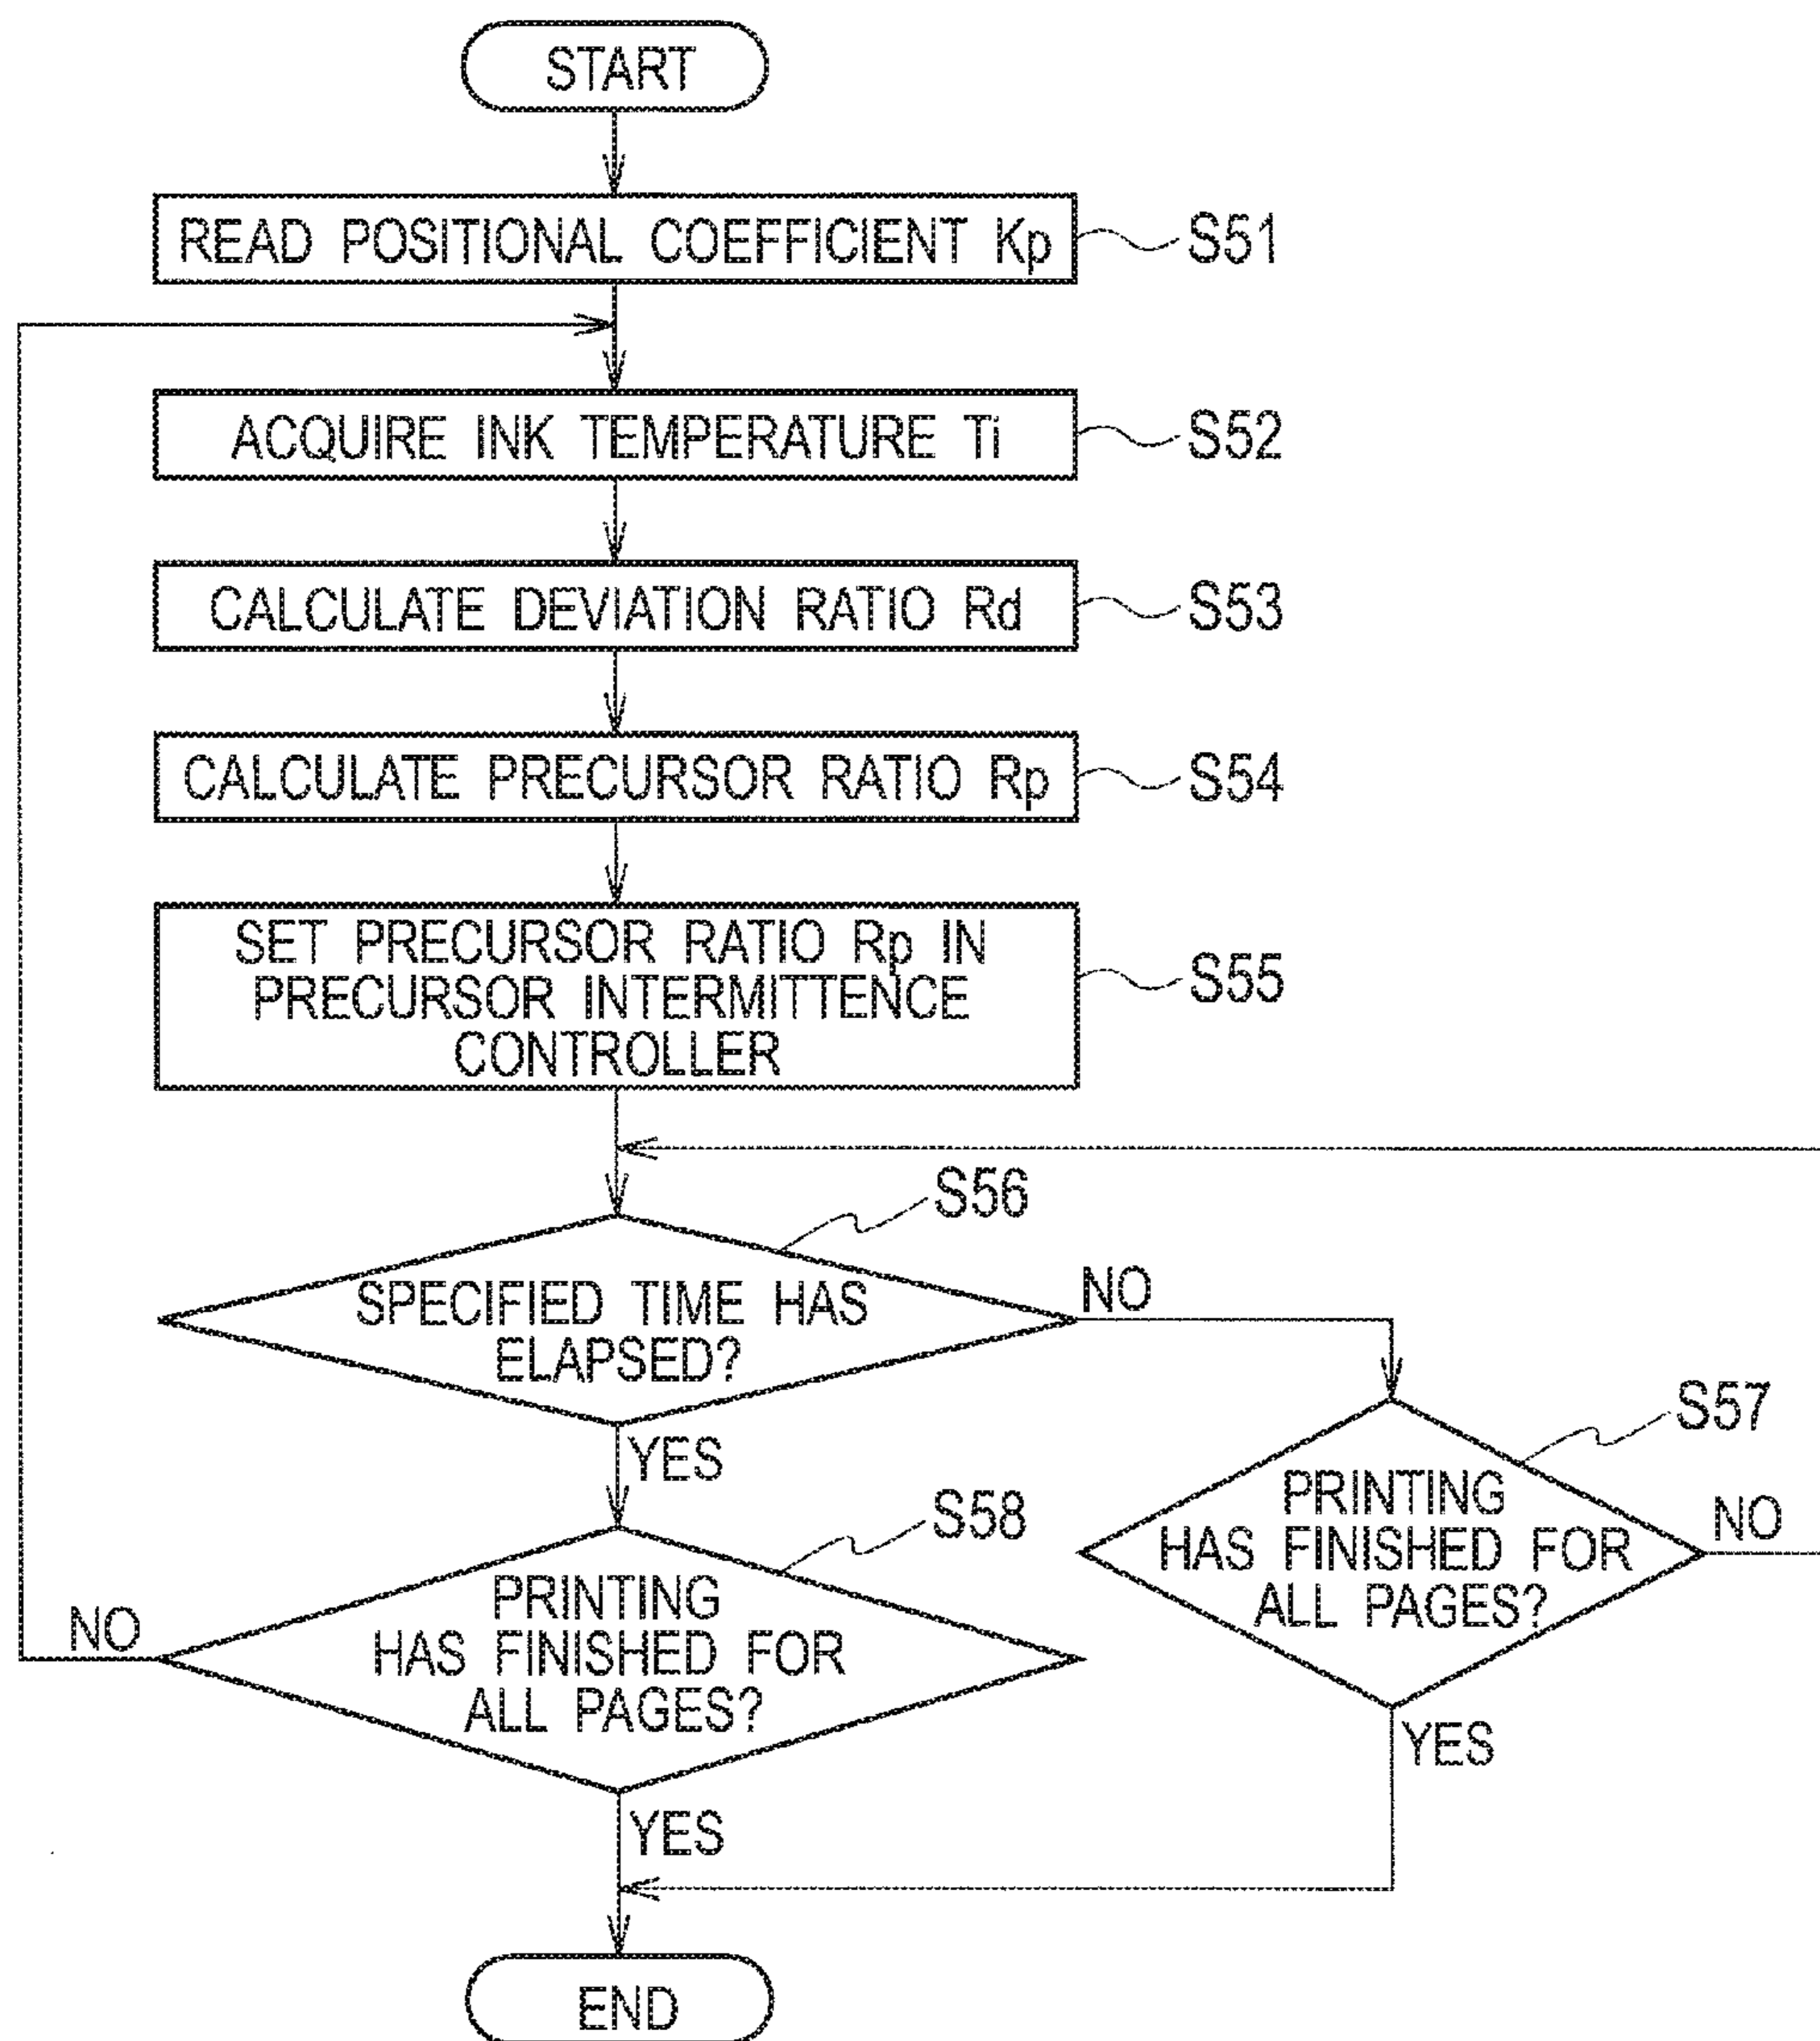 START
READ POSITIONAL COEFFICIENT Kp
S51
ACQUIRE INK TEMPERATURE Ti
S52
CALCULATE DEVIATION RATIO Rd
S53
CALCULATE PRECURSOR RATIO Rp
S54
SET PRECURSOR RATIO Rp IN
PRECURSOR INTERMITTENCE
CONTROLLER
S55
S56
SPECIFIED TIME HAS
ELAPSED?
NO
YES
S57
PRINTING
HAS FINISHED FOR
ALL PAGES?
NO
YES
S58
PRINTING
HAS FINISHED FOR
ALL PAGES?
NO
YES
END